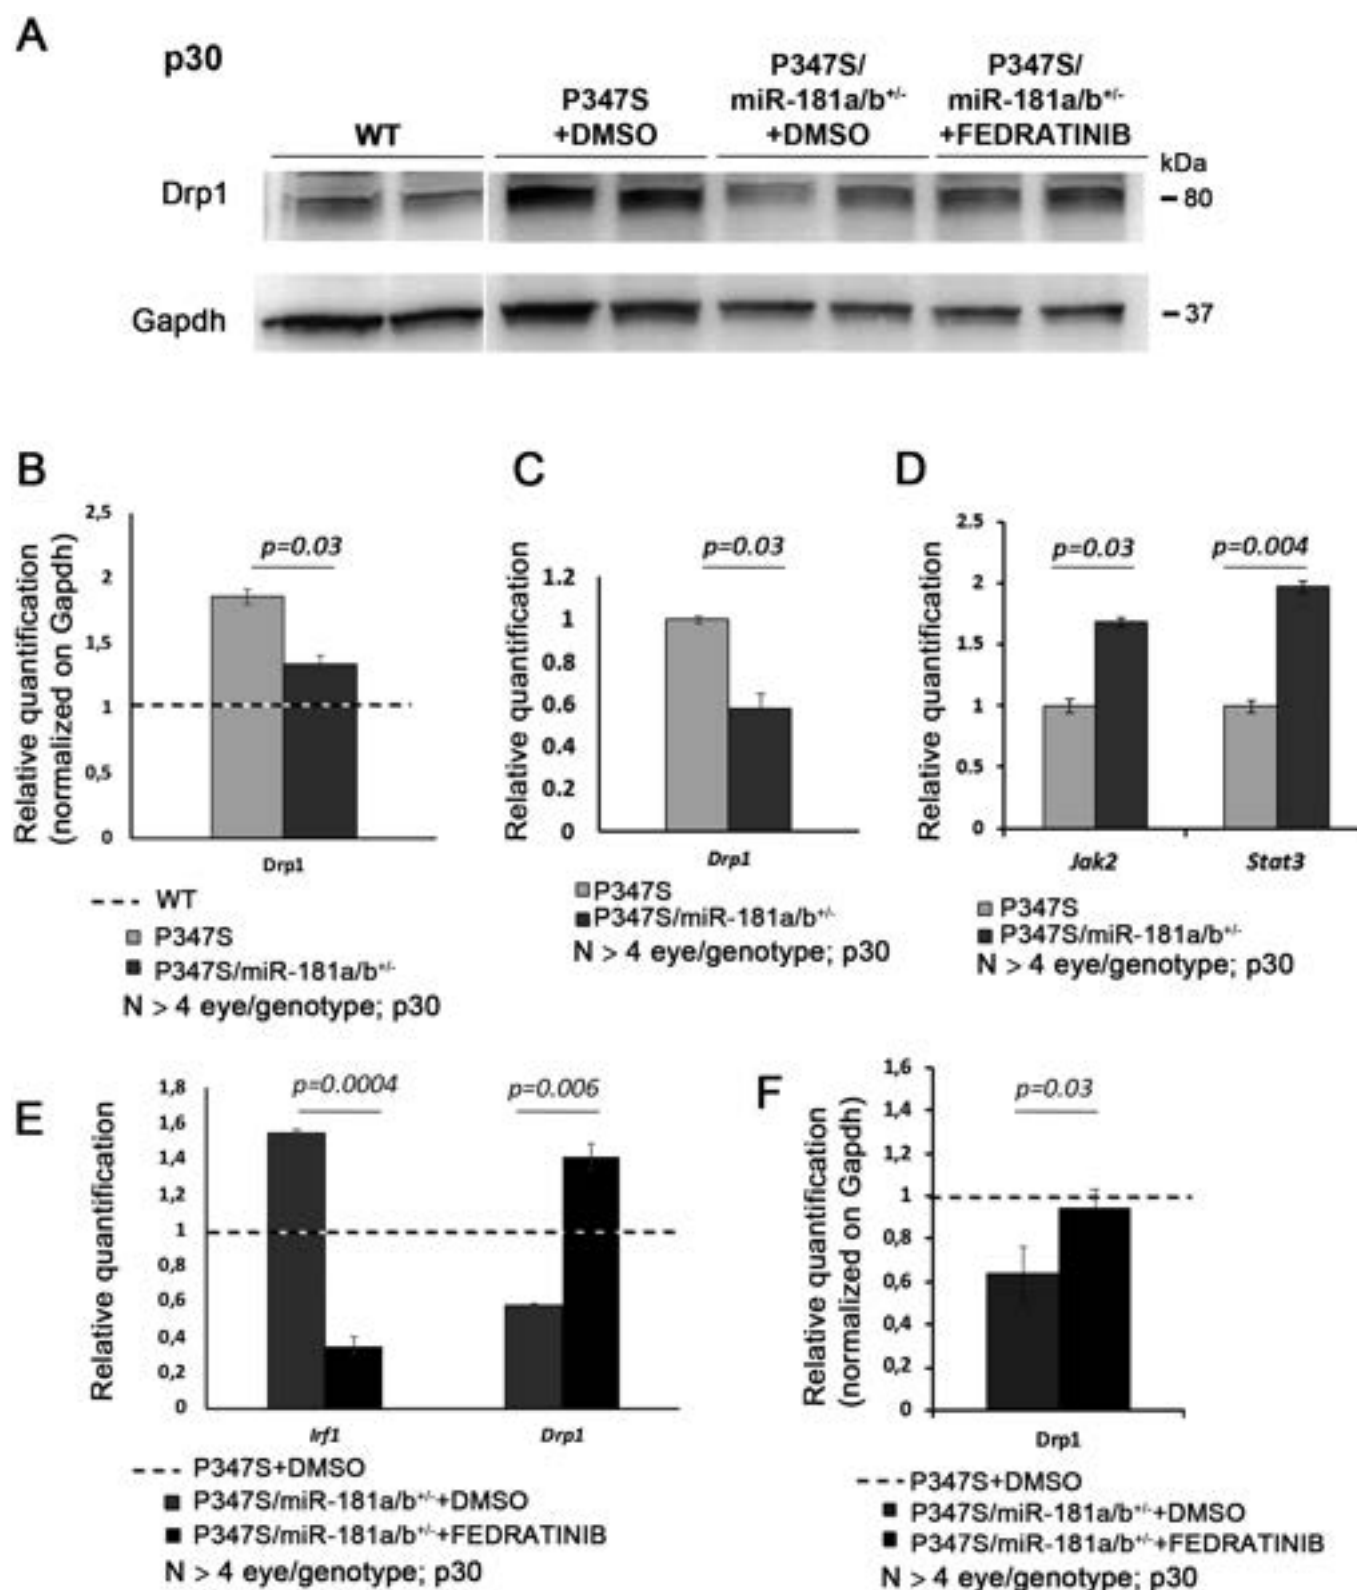 A
p30
WT
P347S
+DMSO
P347S/
miR-181a/b+/-
+DMSO
P347S/
miR-181a/b+/-
+FEDRATINIB
kDa
Drp1
– 80
Gapdh
– 37
B
Relative quantification
(normalized on Gapdh)
2,5
2
1,5
1
0,5
0
p=0.03
Drp1
---- WT
P347S
P347S/miR-181a/b+/-
N > 4 eye/genotype; p30
C
Relative quantification
1.2
1
0.8
0.6
0.4
0.2
0
p=0.03
Drp1
P347S
P347S/miR-181a/b+/-
N > 4 eye/genotype; p30
D
Relative quantification
2.5
2
1.5
1
0.5
0
p=0.03
p=0.004
Jak2
Stat3
P347S
P347S/miR-181a/b+/-
N > 4 eye/genotype; p30
E
Relative quantification
1,8
1,6
1,4
1,2
1
0,8
0,6
0,4
0,2
0
p=0.0004
p=0.006
Irf1
Drp1
---- P347S+DMSO
P347S/miR-181a/b+/-+DMSO
P347S/miR-181a/b+/-+FEDRATINIB
N > 4 eye/genotype; p30
F
Relative quantification
(normalized on Gapdh)
1,6
1,4
1,2
1
0,8
0,6
0,4
0,2
0
p=0.03
Drp1
---- P347S+DMSO
P347S/miR-181a/b+/-+DMSO
P347S/miR-181a/b+/-+FEDRATINIB
N > 4 eye/genotype; p30